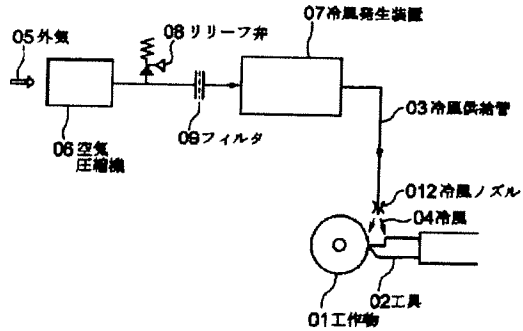 05外気
08リリーフ弁
07冷風発生装置
06空気
圧縮機
09フィルタ
03冷風供給管
012冷風ノズル
04冷風
02工具
01工作物